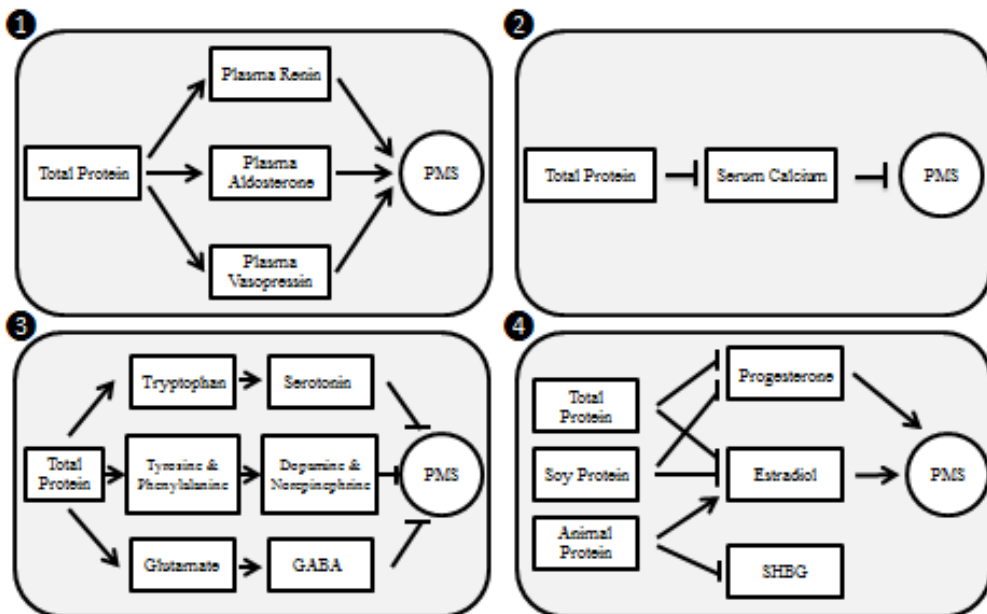 1
Plasma Renin
Total Protein
Plasma
Aldosterone
PMS
Plasma
Vasopressin
2
Total Protein
Serum Calcium
PMS
3
Tryptophan
Serotonin
Total
Protein
Tyrosine &
Phenylalanine
Dopamine &
Norepinephrine
PMS
Glutamate
GABA
4
Total
Protein
Progesterone
Soy Protein
Estradiol
PMS
Animal
Protein
SHBG